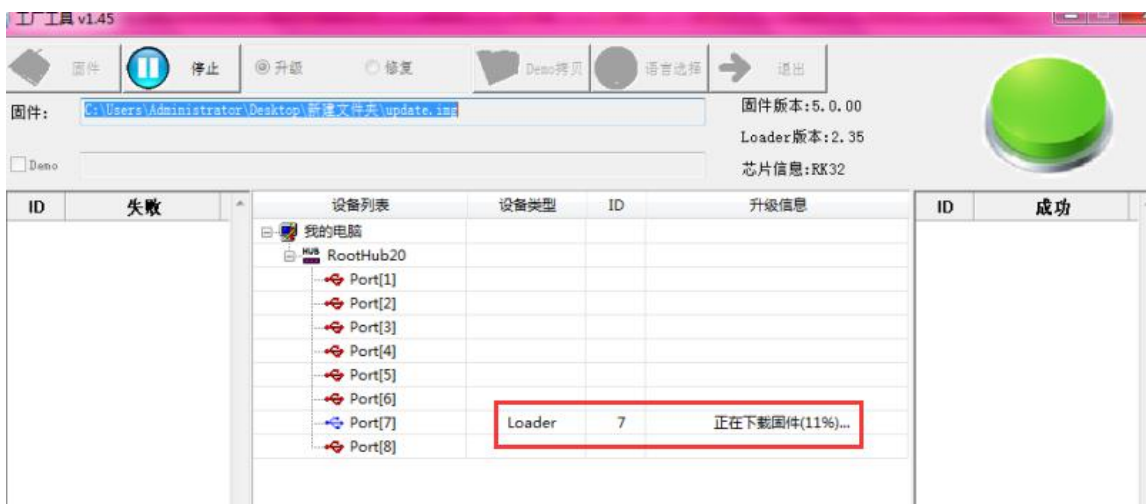 工厂工具 v1.45
固件 停止 升级 修复 Demo拷贝 语言选择 退出
固件: C:\Users\Administrator\Desktop\新建文件夹\update.img 固件版本:5.0.00
Loader版本:2.35
Demo 芯片信息:RK32
ID 失败 设备列表 设备类型 ID 升级信息 ID 成功
我的电脑
HUB RootHub20
Port[1]
Port[2]
Port[3]
Port[4]
Port[5]
Port[6]
Port[7] Loader 7 正在下载固件(11%)...
Port[8]